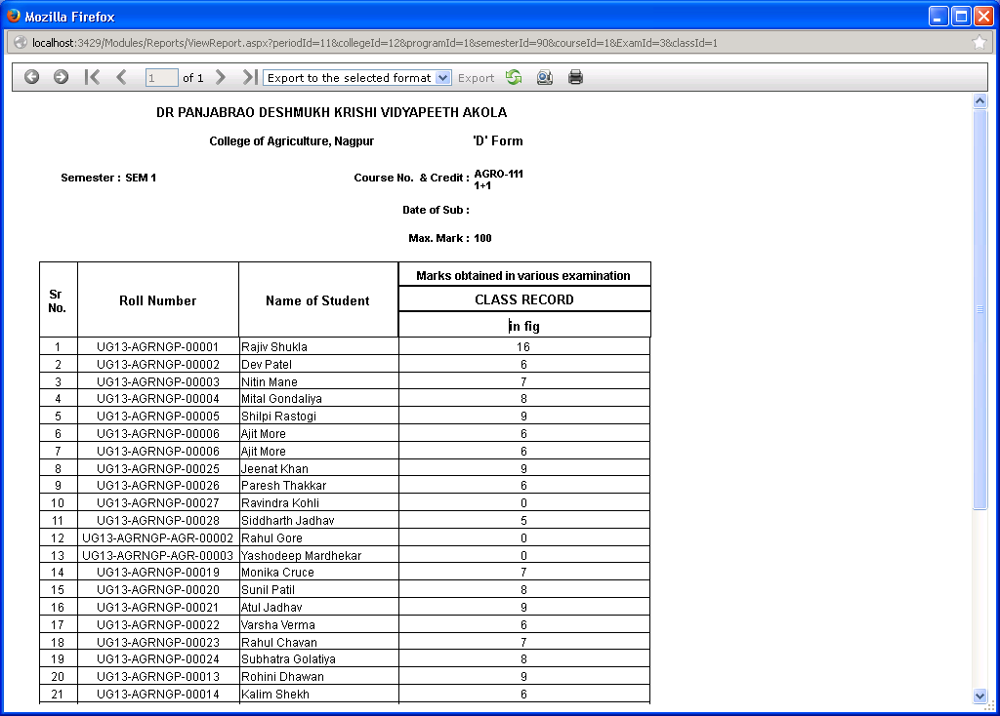 Mozilla Firefox
localhost:3429/Modules/Reports/ViewReport.aspx?periodId=11&collegeId=12&programId=1&semesterId=90&courseId=1&ExamId=3&classId=1
1 of 1 Export to the selected format Export
DR PANJABRAO DESHMUKH KRISHI VIDYAPEETH AKOLA
College of Agriculture, Nagpur 'D' Form
Semester : SEM 1 Course No. & Credit : AGRO-111
1+1
Date of Sub :
Max. Mark : 100
Sr No. Roll Number Name of Student Marks obtained in various examination
CLASS RECORD
in fig
1 UG13-AGRNGP-00001 Rajiv Shukla 16
2 UG13-AGRNGP-00002 Dev Patel 6
3 UG13-AGRNGP-00003 Nitin Mane 7
4 UG13-AGRNGP-00004 Mital Gondaliya 8
5 UG13-AGRNGP-00005 Shilpi Rastogi 9
6 UG13-AGRNGP-00006 Ajit More 6
7 UG13-AGRNGP-00006 Ajit More 6
8 UG13-AGRNGP-00025 Jeenat Khan 9
9 UG13-AGRNGP-00026 Paresh Thakkar 6
10 UG13-AGRNGP-00027 Ravindra Kohli 0
11 UG13-AGRNGP-00028 Siddharth Jadhav 5
12 UG13-AGRNGP-AGR-00002 Rahul Gore 0
13 UG13-AGRNGP-AGR-00003 Yashodeep Mardhekar 0
14 UG13-AGRNGP-00019 Monika Cruce 7
15 UG13-AGRNGP-00020 Sunil Patil 8
16 UG13-AGRNGP-00021 Atul Jadhav 9
17 UG13-AGRNGP-00022 Varsha Verma 6
18 UG13-AGRNGP-00023 Rahul Chavan 7
19 UG13-AGRNGP-00024 Subhatra Golatiya 8
20 UG13-AGRNGP-00013 Rohini Dhawan 9
21 UG13-AGRNGP-00014 Kalim Shekh 6